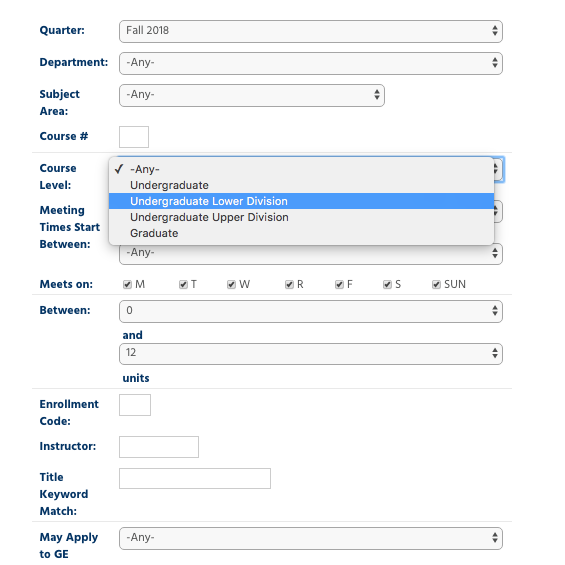 Quarter: Fall 2018
Department: -Any-
Subject Area: -Any-
Course #
Course Level:
✓ -Any-
Undergraduate
Undergraduate Lower Division
Undergraduate Upper Division
Graduate
Meeting Times Start Between:
-Any-
Meets on: M T W R F S SUN
Between: 0
and
12
units
Enrollment Code:
Instructor:
Title Keyword Match:
May Apply to GE -Any-